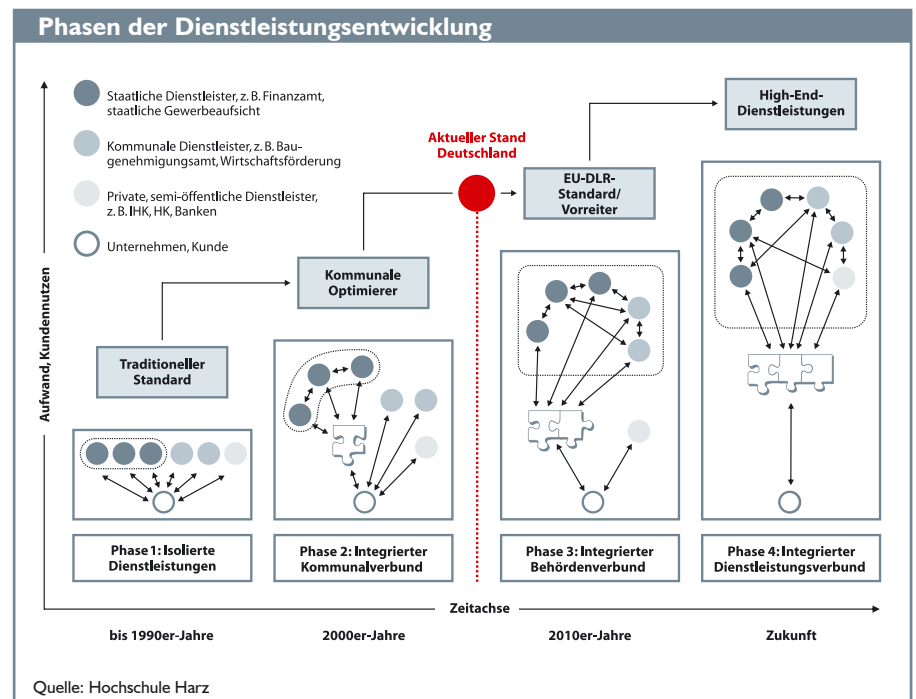 Phasen der Dienstleistungsentwicklung
Staatliche Dienstleister, z. B. Finanzamt,
staatliche Gewerbeaufsicht
Kommunale Dienstleister, z. B. Bau-
genehmigungsamt, Wirtschaftsförderung
Private, semi-öffentliche Dienstleister,
z. B. IHK, HK, Banken
Unternehmen, Kunde
Aktueller Stand
Deutschland
High-End-
Dienstleistungen
EU-DLR-
Standard/
Vorreiter
Kommunale
Optimierer
Traditioneller
Standard
Aufwand, Kundennutzen
Phase 1: Isolierte
Dienstleistungen
Phase 2: Integrierter
Kommunalverbund
Phase 3: Integrierter
Behördenverbund
Phase 4: Integrierter
Dienstleistungsverbund
Zeitachse
bis 1990er-Jahre
2000er-Jahre
2010er-Jahre
Zukunft
Quelle: Hochschule Harz